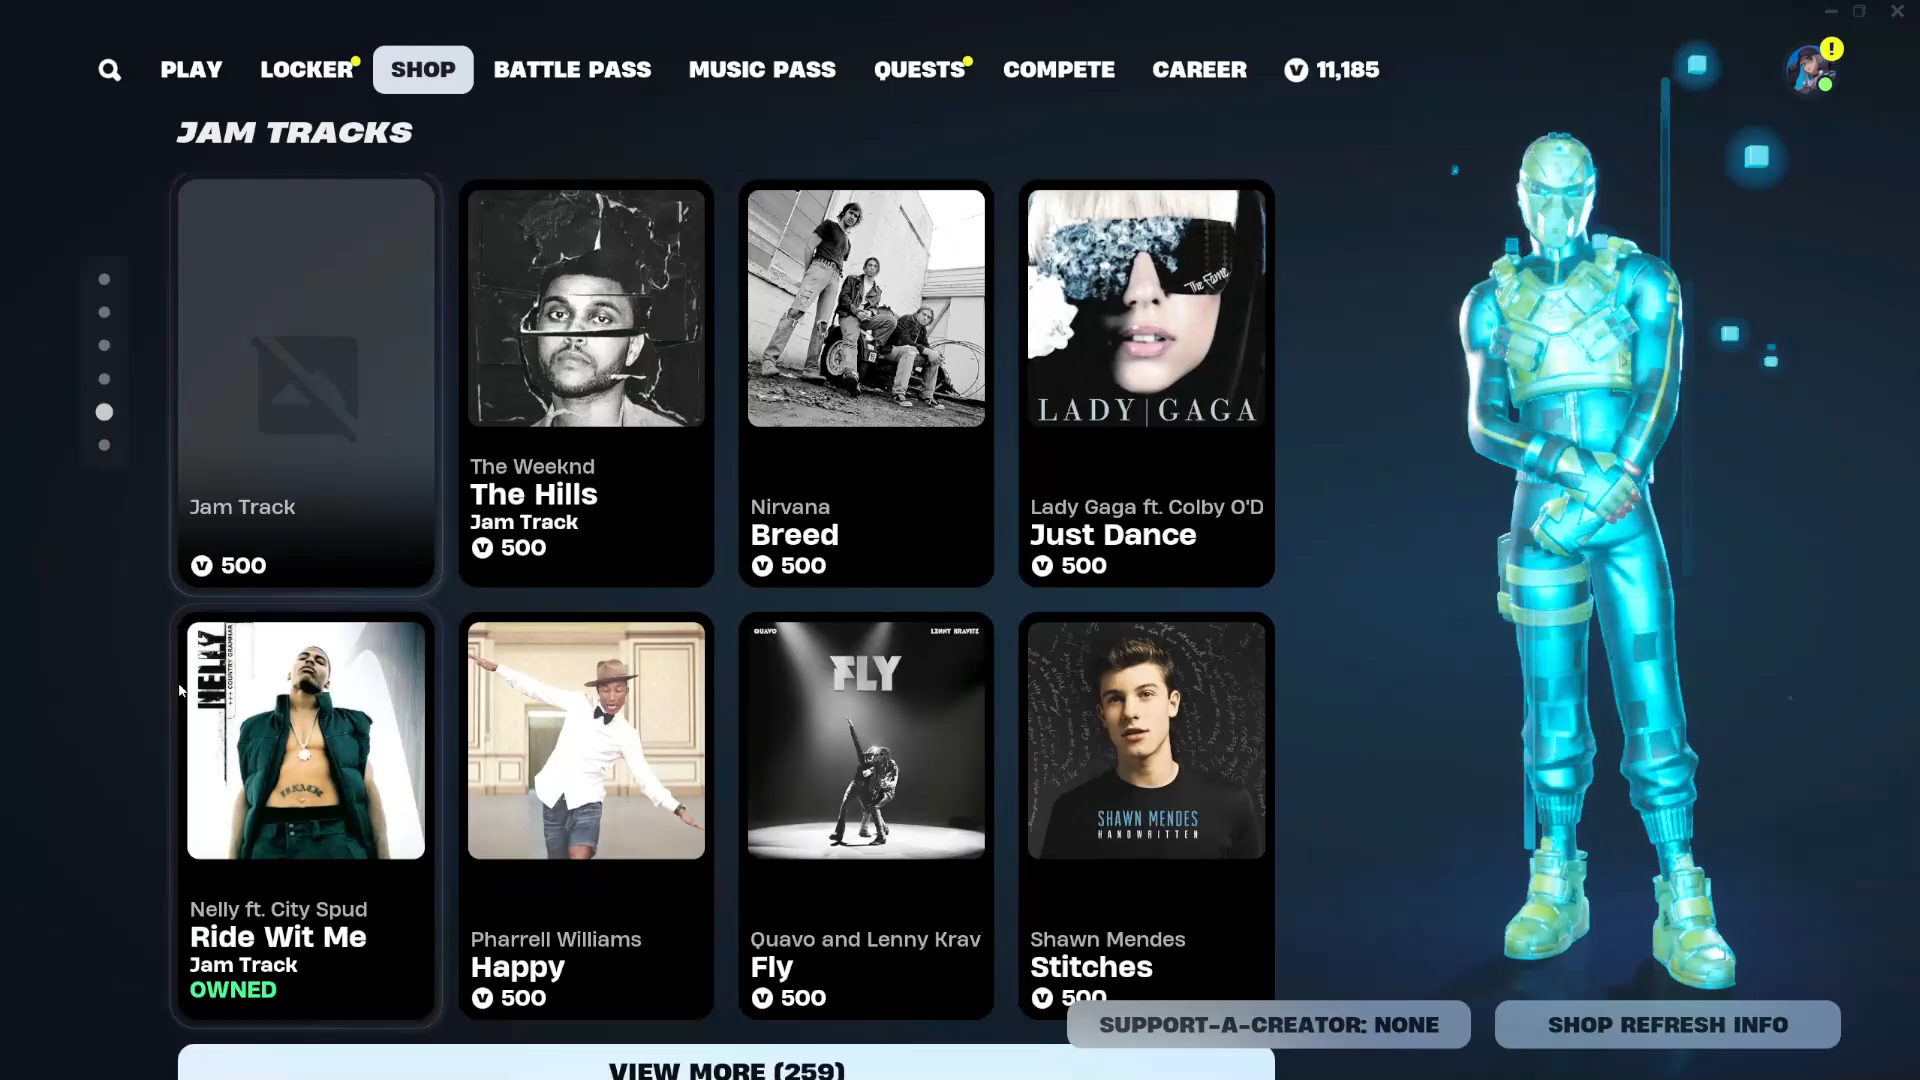 PLAY LOCKER SHOP BATTLE PASS MUSIC PASS QUESTS COMPETE CAREER V 11,185
!
JAM TRACKS
Jam Track
V 500
The Weeknd
The Hills
Jam Track
V 500
Nirvana
Breed
V 500
The Fame
LADY | GAGA
Lady Gaga ft. Colby O'D
Just Dance
V 500
NELLY
+++ COUNTRY GRAMMAR
Nelly ft. City Spud
Ride Wit Me
Jam Track
OWNED
Pharrell Williams
Happy
V 500
QUAVO LENNY KRAVITZ
FLY
Quavo and Lenny Krav
Fly
V 500
SHAWN MENDES
HANDWRITTEN
Shawn Mendes
Stitches
V 500
SUPPORT-A-CREATOR: NONE
SHOP REFRESH INFO
VIEW MORE (259)